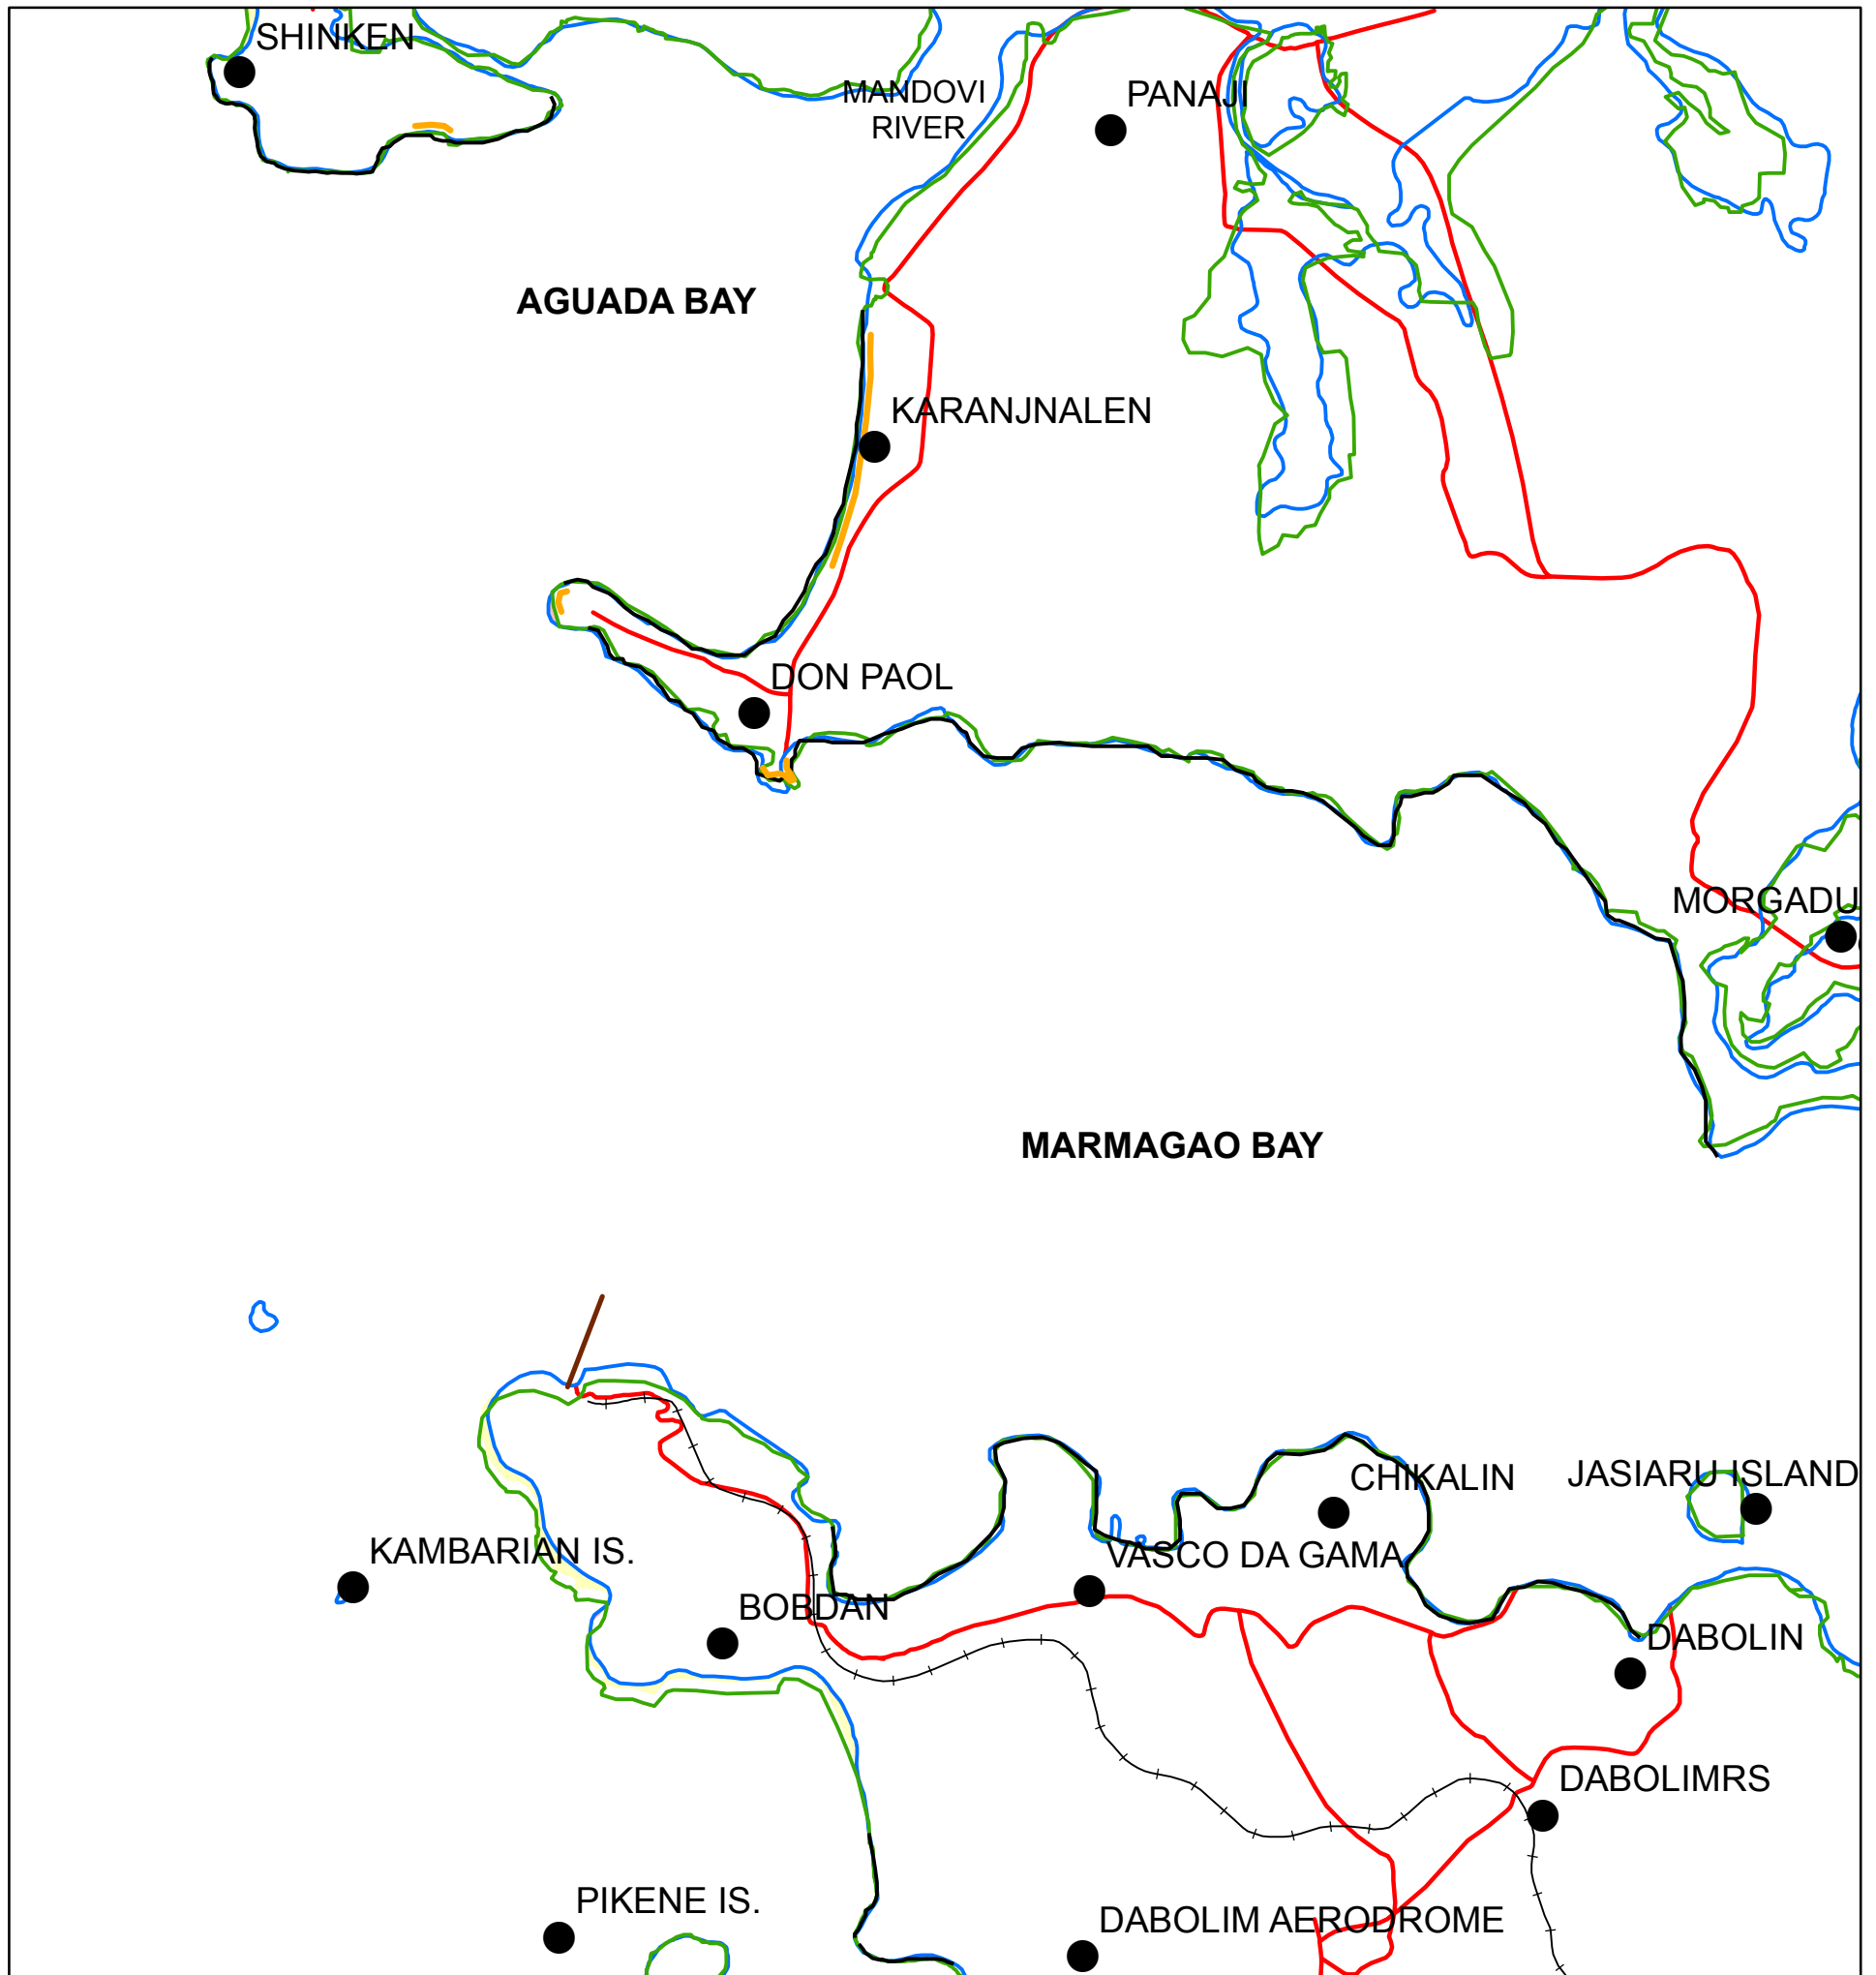 SHINKEN
MANDOVI
RIVER
PANAJI
AGUADA BAY
KARANJNALEN
DON PAOL
MORGADU
MARMAGAO BAY
CHIKALIN
JASIARU ISLAND
KAMBARIAN IS.
VASCO DA GAMA
BOBDAN
DABOLIN
DABOLIMRS
PIKENE IS.
DABOLIM AERODROME